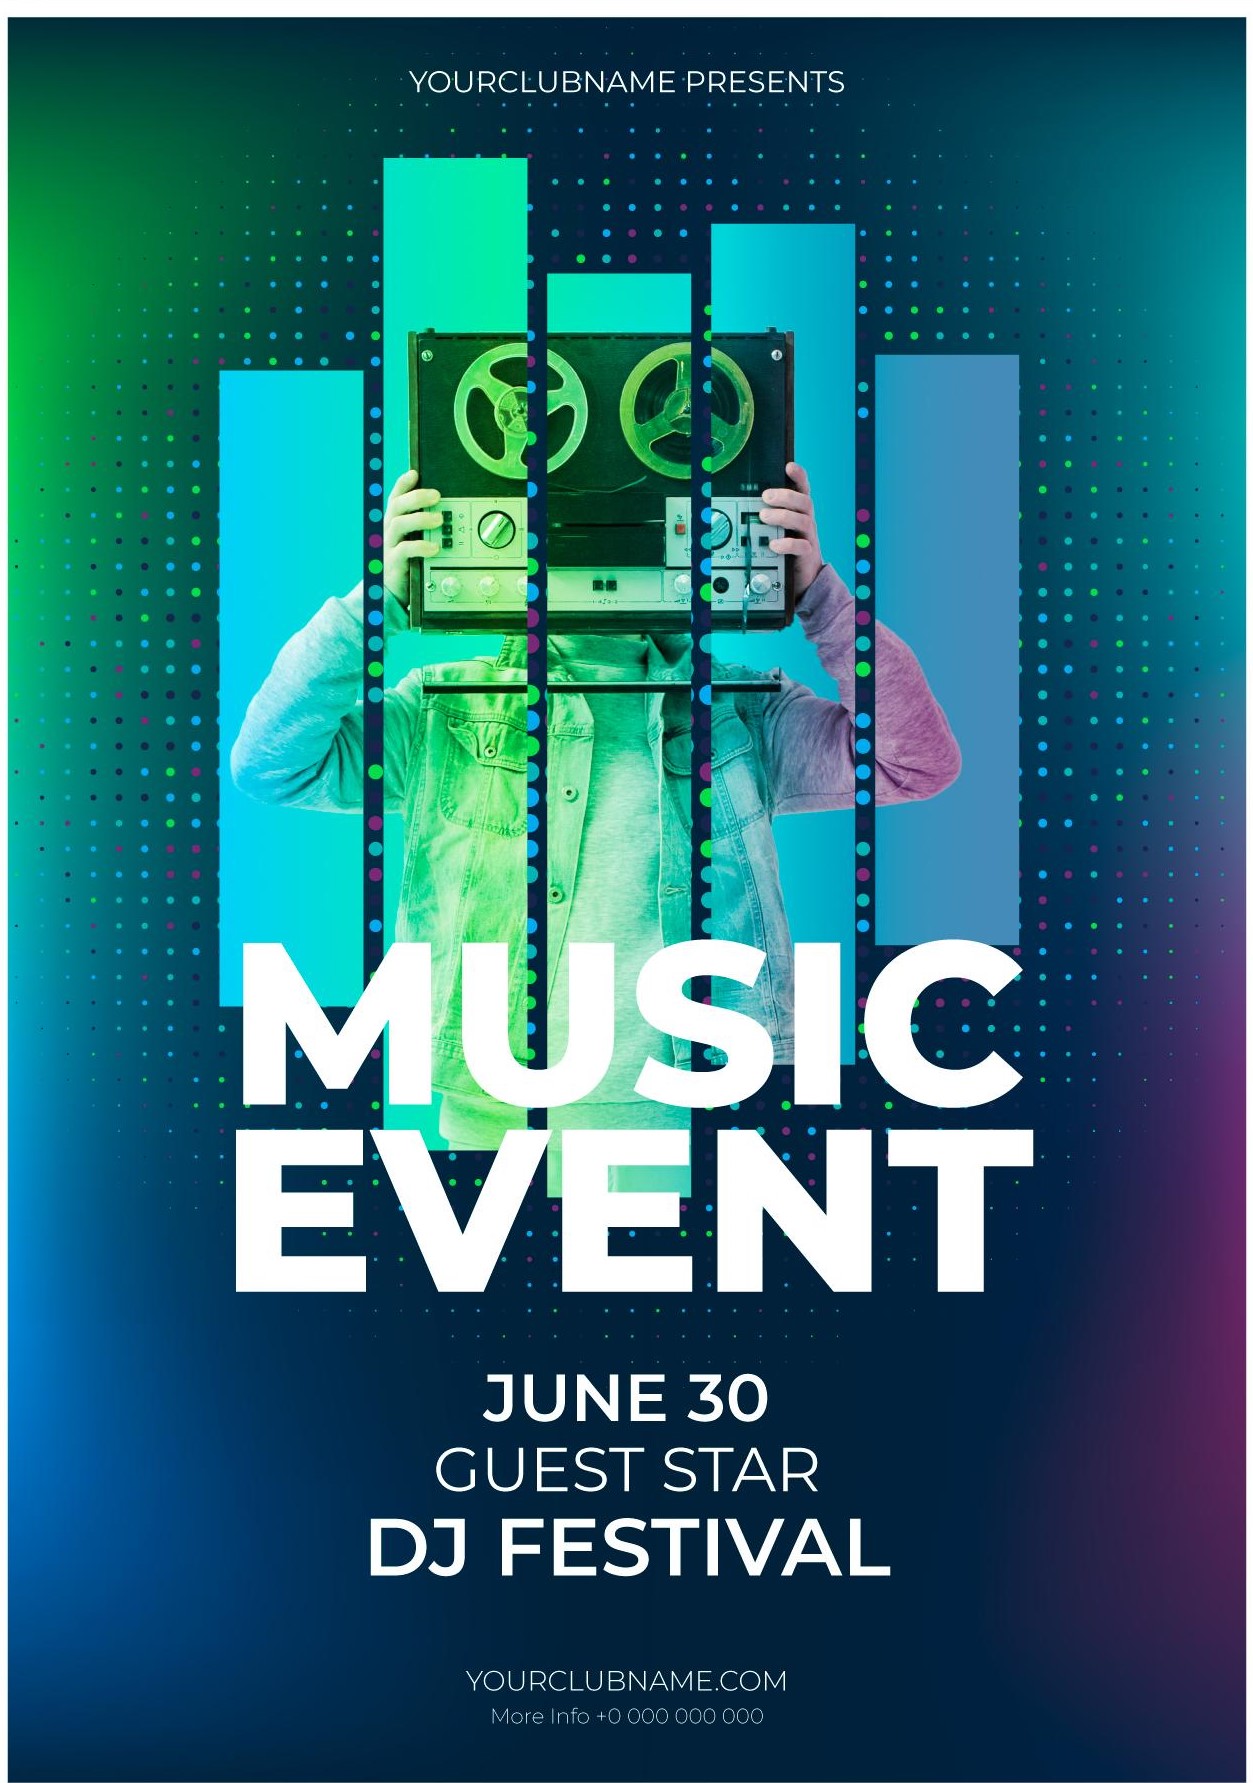 YOURCLUBNAME PRESENTS
MUSIC
EVENT
JUNE 30
GUEST STAR
DJ FESTIVAL
YOURCLUBNAME.COM
More Info +0 000 000 000